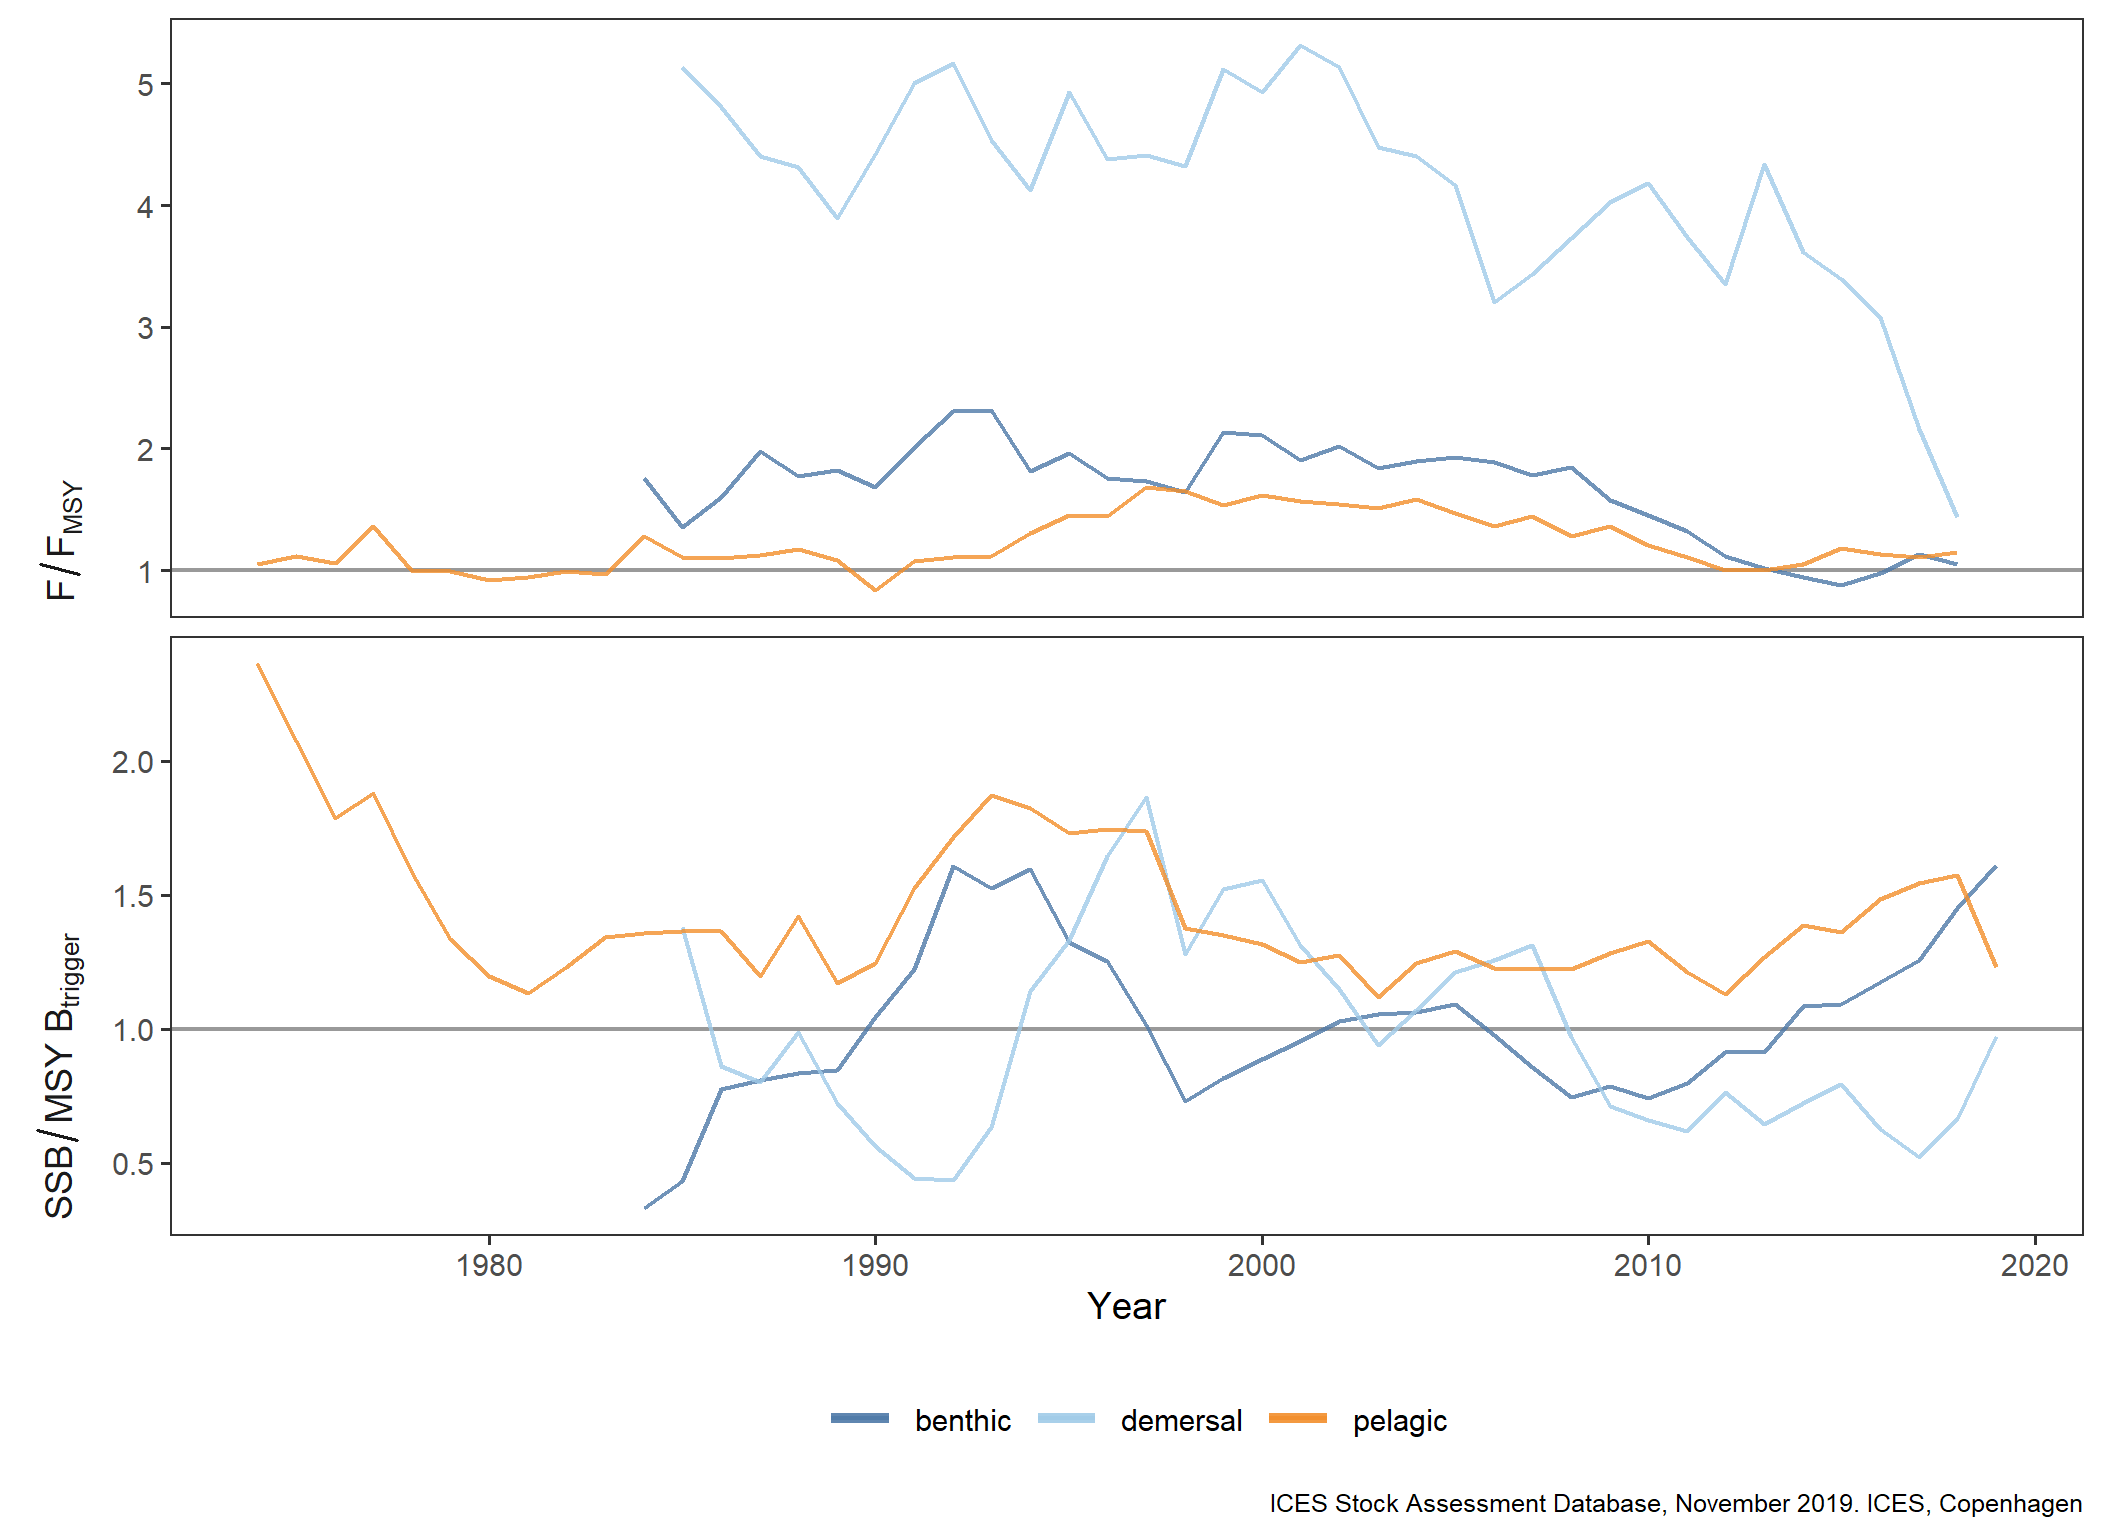 5
4
3
2
1
F/FMSY
2.0
1.5
1.0
0.5
SSB/MSY Btrigger
1980 1990 2000 2010 2020
Year
benthic demersal pelagic
ICES Stock Assessment Database, November 2019. ICES, Copenhagen